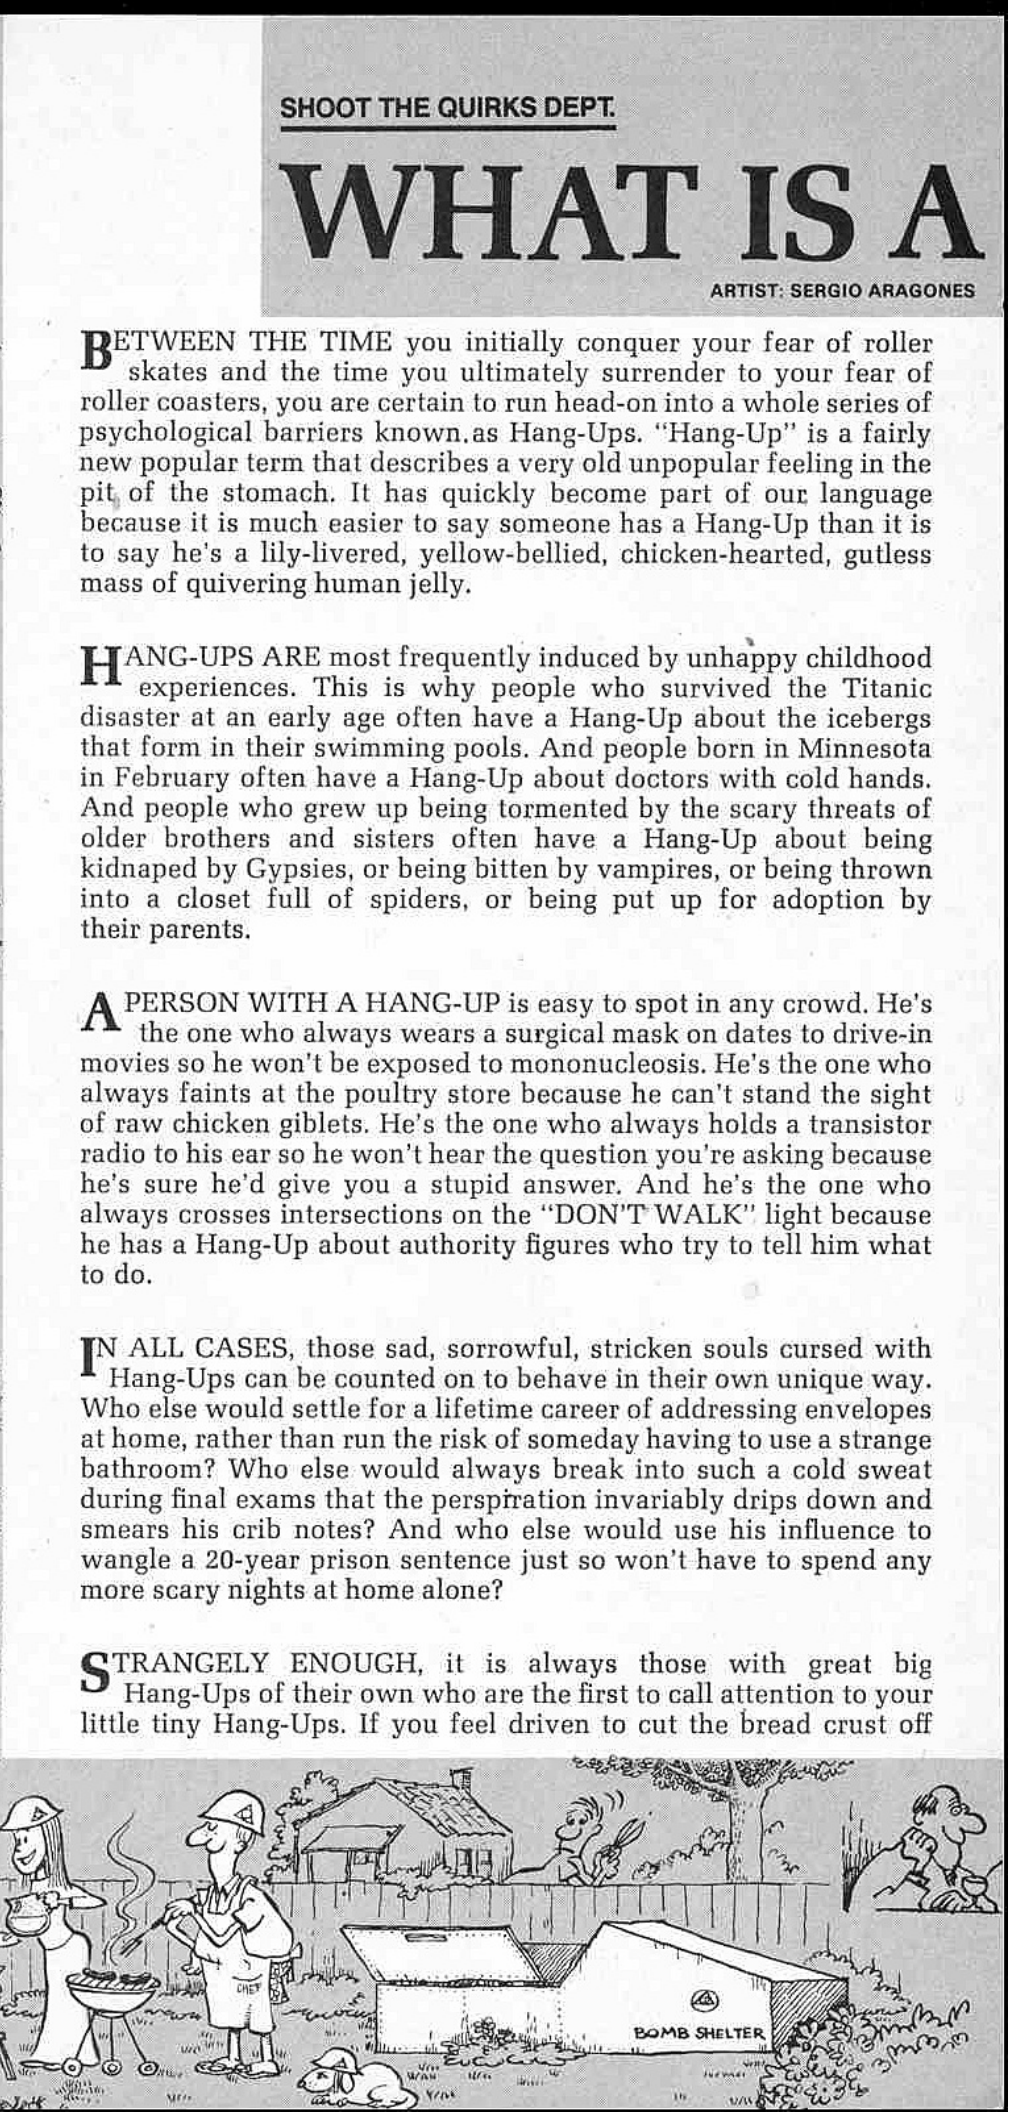 SHOOT THE QUIRKS DEPT.
WHAT IS A
ARTIST: SERGIO ARAGONES
BETWEEN THE TIME you initially conquer your fear of roller
skates and the time you ultimately surrender to your fear of
roller coasters, you are certain to run head-on into a whole series of
psychological barriers known as Hang-Ups. “Hang-Up” is a fairly
new popular term that describes a very old unpopular feeling in the
pit of the stomach. It has quickly become part of our language
because it is much easier to say someone has a Hang-Up than it is
to say he's a lily-livered, yellow-bellied, chicken-hearted, gutless
mass of quivering human jelly.
HANG-UPS ARE most frequently induced by unhappy childhood
experiences. This is why people who survived the Titanic
disaster at an early age often have a Hang-Up about the icebergs
that form in their swimming pools. And people born in Minnesota
in February often have a Hang-Up about doctors with cold hands.
And people who grew up being tormented by the scary threats of
older brothers and sisters often have a Hang-Up about being
kidnaped by Gypsies, or being bitten by vampires, or being thrown
into a closet full of spiders, or being put up for adoption by
their parents.
A PERSON WITH A HANG-UP is easy to spot in any crowd. He's
the one who always wears a surgical mask on dates to drive-in
movies so he won't be exposed to mononucleosis. He's the one who
always faints at the poultry store because he can't stand the sight
of raw chicken giblets. He's the one who always holds a transistor
radio to his ear so he won't hear the question you're asking because
he's sure he'd give you a stupid answer. And he's the one who
always crosses intersections on the “DON'T WALK” light because
he has a Hang-Up about authority figures who try to tell him what
to do.
IN ALL CASES, those sad, sorrowful, stricken souls cursed with
Hang-Ups can be counted on to behave in their own unique way.
Who else would settle for a lifetime career of addressing envelopes
at home, rather than run the risk of someday having to use a strange
bathroom? Who else would always break into such a cold sweat
during final exams that the perspiration invariably drips down and
smears his crib notes? And who else would use his influence to
wangle a 20-year prison sentence just so won't have to spend any
more scary nights at home alone?
STRANGELY ENOUGH, it is always those with great big
Hang-Ups of their own who are the first to call attention to your
little tiny Hang-Ups. If you feel driven to cut the bread crust off
CHEF
BOMB SHELTER